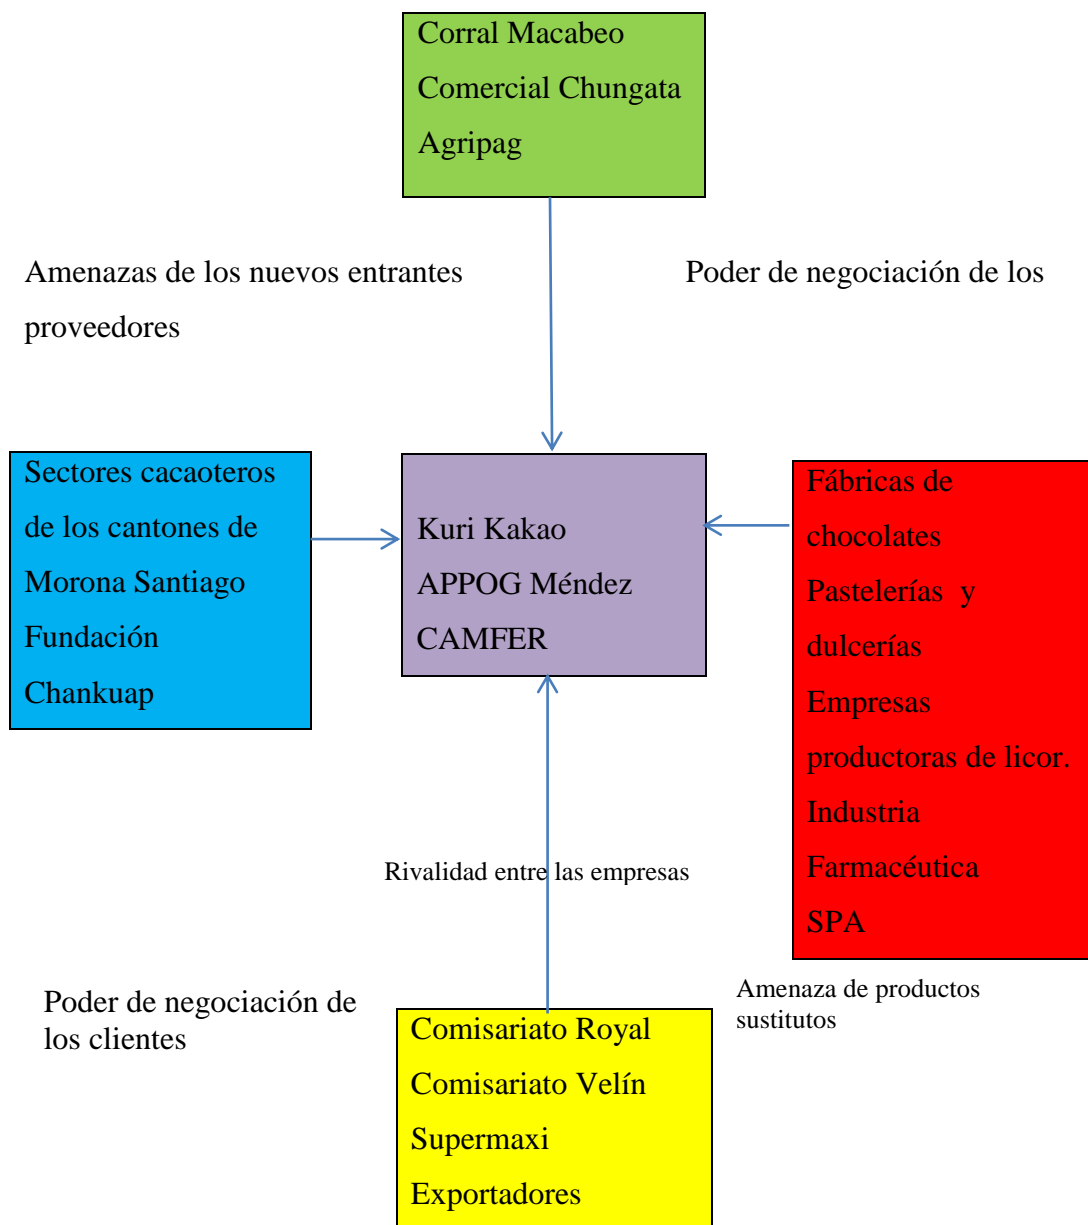 Corral Macabeo
Comercial Chungata
Agripag
Amenazas de los nuevos entrantes
Poder de negociación de los
proveedores
Sectores cacaoteros
de los cantones de
Morona Santiago
Fundación
Chankuap
Kuri Kakao
APPOG Méndez
CAMFER
Fábricas de
chocolates
Pastelerías y
dulcerías
Empresas
productoras de licor.
Industria
Farmacéutica
SPA
Rivalidad entre las empresas
Poder de negociación de
los clientes
Amenaza de productos
sustitutos
Comisariato Royal
Comisariato Velín
Supermaxi
Exportadores